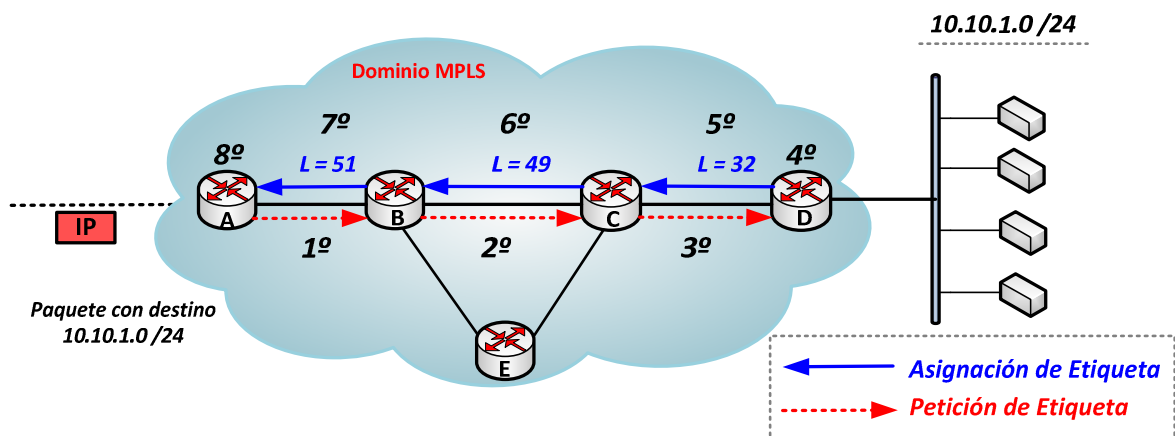 10.10.1.0 /24
Dominio MPLS
7º
6º
5º
8º
L = 51
L = 49
L = 32
4º
A
B
C
D
IP
1º
2º
3º
Paquete con destino
10.10.1.0 /24
E
Asignación de Etiqueta
Petición de Etiqueta